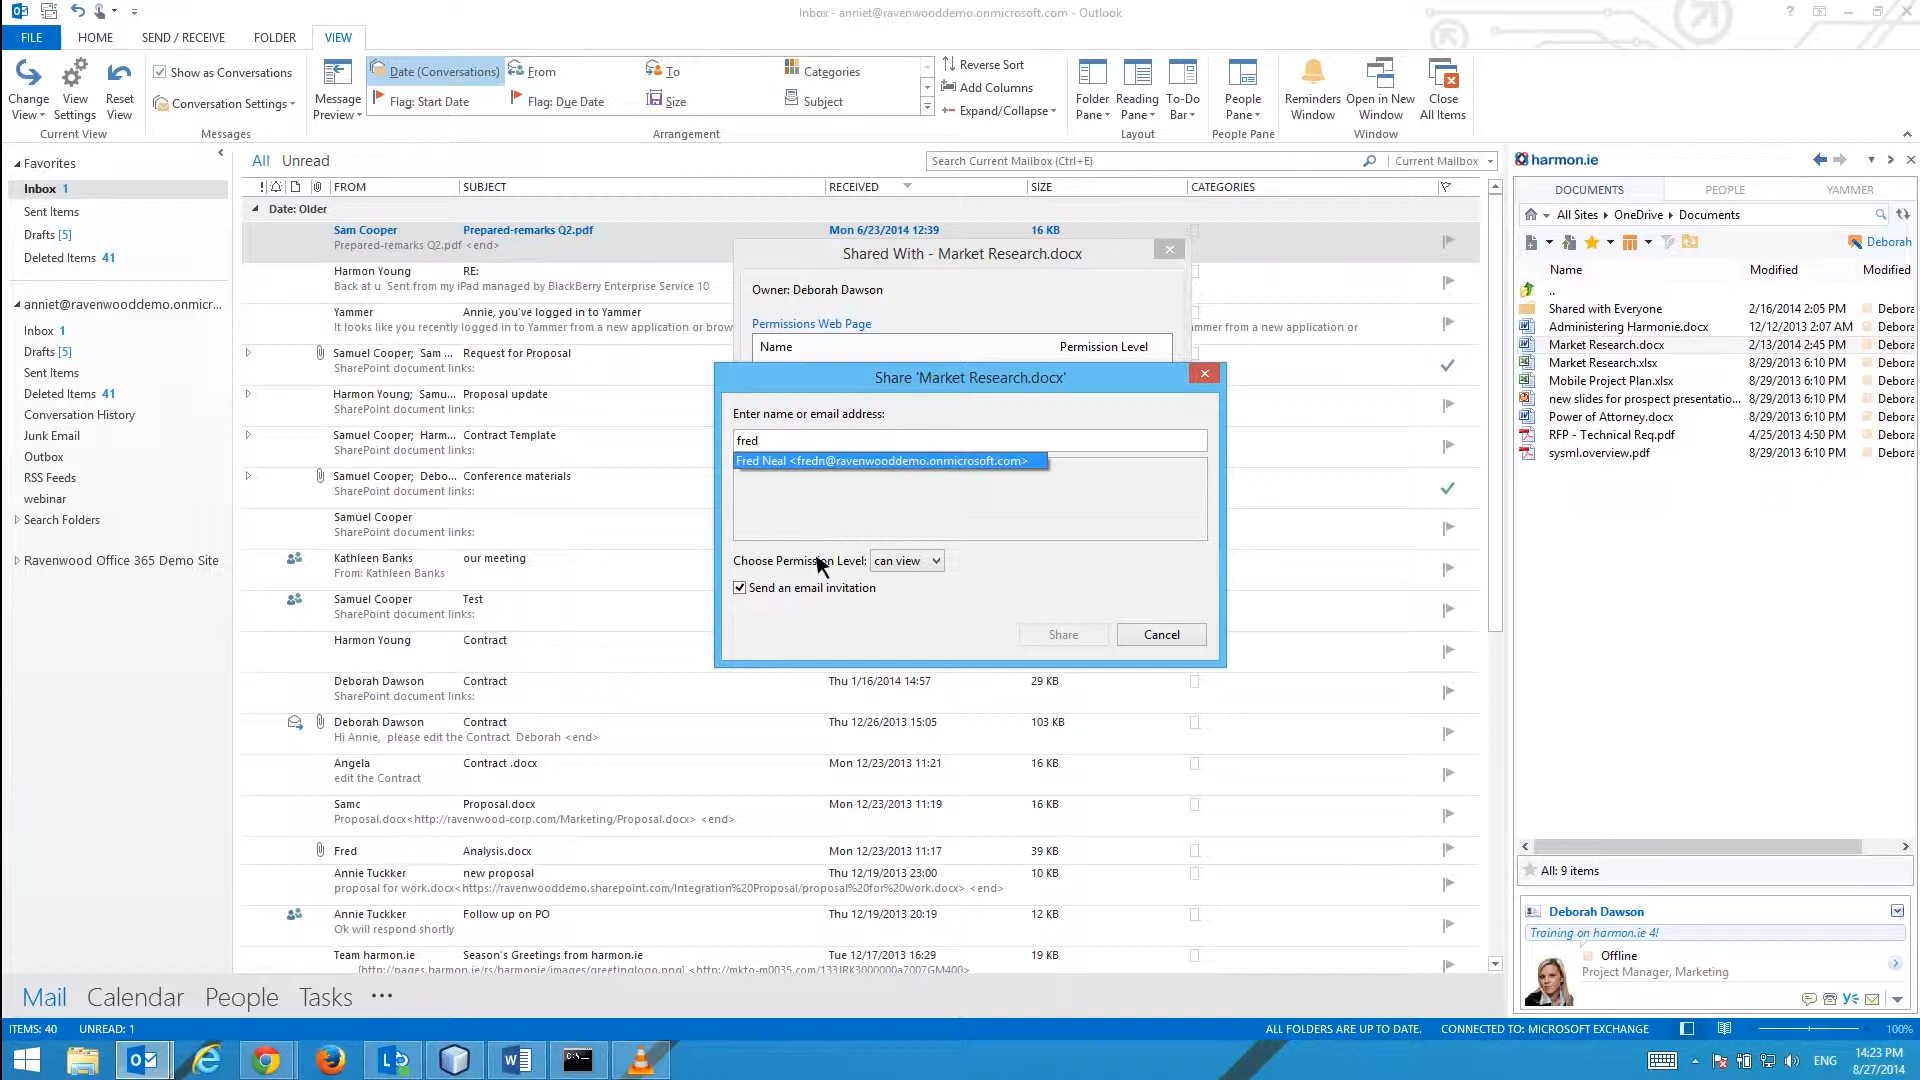 Inbox - anniet@ravenwooddemo.onmicrosoft.com - Outlook
FILE HOME SEND / RECEIVE FOLDER VIEW
Change View
View Settings
Reset View
Current View
Show as Conversations
Conversation Settings
Messages
Message Preview
Date (Conversations) From To Categories
Flag: Start Date Flag: Due Date Size Subject
Arrangement
Reverse Sort
Add Columns
Expand/Collapse
Folder Pane
Reading Pane
To-Do Bar
Layout
People Pane
People Pane
Reminders Window
Open in New Window
Close All Items
Window
Favorites
Inbox 1
Sent Items
Drafts [5]
Deleted Items 41
anniet@ravenwooddemo.onmicr...
Inbox 1
Drafts [5]
Sent Items
Deleted Items 41
Conversation History
Junk Email
Outbox
RSS Feeds
webinar
Search Folders
Ravenwood Office 365 Demo Site
All Unread
Search Current Mailbox (Ctrl+E) Current Mailbox
! FROM SUBJECT RECEIVED SIZE CATEGORIES
Date: Older
Sam Cooper Prepared-remarks Q2.pdf Mon 6/23/2014 12:39 16 KB
Prepared-remarks Q2.pdf <end>
Harmon Young RE:
Back at u Sent from my iPad managed by BlackBerry Enterprise Service 10
Yammer Annie, you've logged in to Yammer
It looks like you recently logged in to Yammer from a new application or brow
ammer from a new application or
Samuel Cooper; Sam ... Request for Proposal
SharePoint document links:
Harmon Young; Samu... Proposal update
SharePoint document links:
Samuel Cooper; Harm... Contract Template
SharePoint document links:
Samuel Cooper; Debo... Conference materials
SharePoint document links:
Samuel Cooper
SharePoint document links:
Kathleen Banks our meeting
From: Kathleen Banks
Samuel Cooper Test
SharePoint document links:
Harmon Young Contract
Deborah Dawson Contract Thu 1/16/2014 14:57 29 KB
SharePoint document links:
Deborah Dawson Contract Thu 12/26/2013 15:05 103 KB
Hi Annie, please edit the Contract Deborah <end>
Angela Contract .docx Mon 12/23/2013 11:21 16 KB
edit the Contract
Samc Proposal.docx Mon 12/23/2013 11:19 16 KB
Proposal.docx<http://ravenwood-corp.com/Marketing/Proposal.docx> <end>
Fred Analysis.docx Mon 12/23/2013 11:17 39 KB
Annie Tuckker new proposal Thu 12/19/2013 23:00 10 KB
proposal for work.docx<https://ravenwooddemo.sharepoint.com/Integration%20Proposal/proposal%20for%20work.docx> <end>
Annie Tuckker Follow up on PO Thu 12/19/2013 20:19 12 KB
Ok will respond shortly
Team harmon.ie Season's Greetings from harmon.ie Tue 12/17/2013 16:29 19 KB
Shared With - Market Research.docx
Owner: Deborah Dawson
Permissions Web Page
Name Permission Level
Share 'Market Research.docx'
Enter name or email address:
fred
Fred Neal <fredn@ravenwooddemo.onmicrosoft.com>
Choose Permission Level: can view
Send an email invitation
Share Cancel
harmon.ie
DOCUMENTS PEOPLE YAMMER
All Sites OneDrive Documents
Deborah
Name Modified Modified
..
Shared with Everyone 2/16/2014 2:05 PM Debora
Administering Harmonie.docx 12/12/2013 2:07 AM Debora
Market Research.docx 2/13/2014 2:45 PM Debora
Market Research.xlsx 8/29/2013 6:10 PM Debora
Mobile Project Plan.xlsx 8/29/2013 6:10 PM Debora
new slides for prospect presentatio... 8/29/2013 6:10 PM Debora
Power of Attorney.docx 8/29/2013 6:10 PM Debora
RFP - Technical Req.pdf 4/25/2013 4:50 PM Debora
sysml.overview.pdf 8/29/2013 6:10 PM Debora
All: 9 items
Deborah Dawson
Training on harmon.ie 4!
Offline
Project Manager, Marketing
Mail Calendar People Tasks ...
ITEMS: 40 UNREAD: 1
ALL FOLDERS ARE UP TO DATE. CONNECTED TO: MICROSOFT EXCHANGE 100%
ENG
14:23 PM
8/27/2014